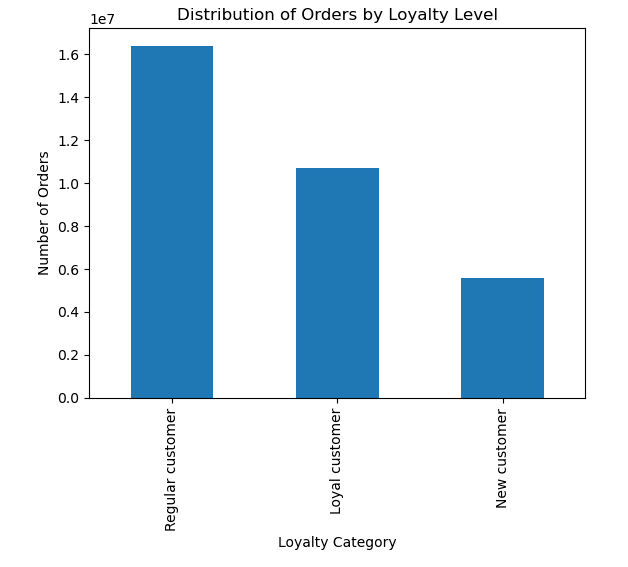 Distribution of Orders by Loyalty Level
1e7
1.6
1.4
1.2
1.0
0.8
0.6
0.4
0.2
0.0
Number of Orders
Regular customer
Loyal customer
New customer
Loyalty Category